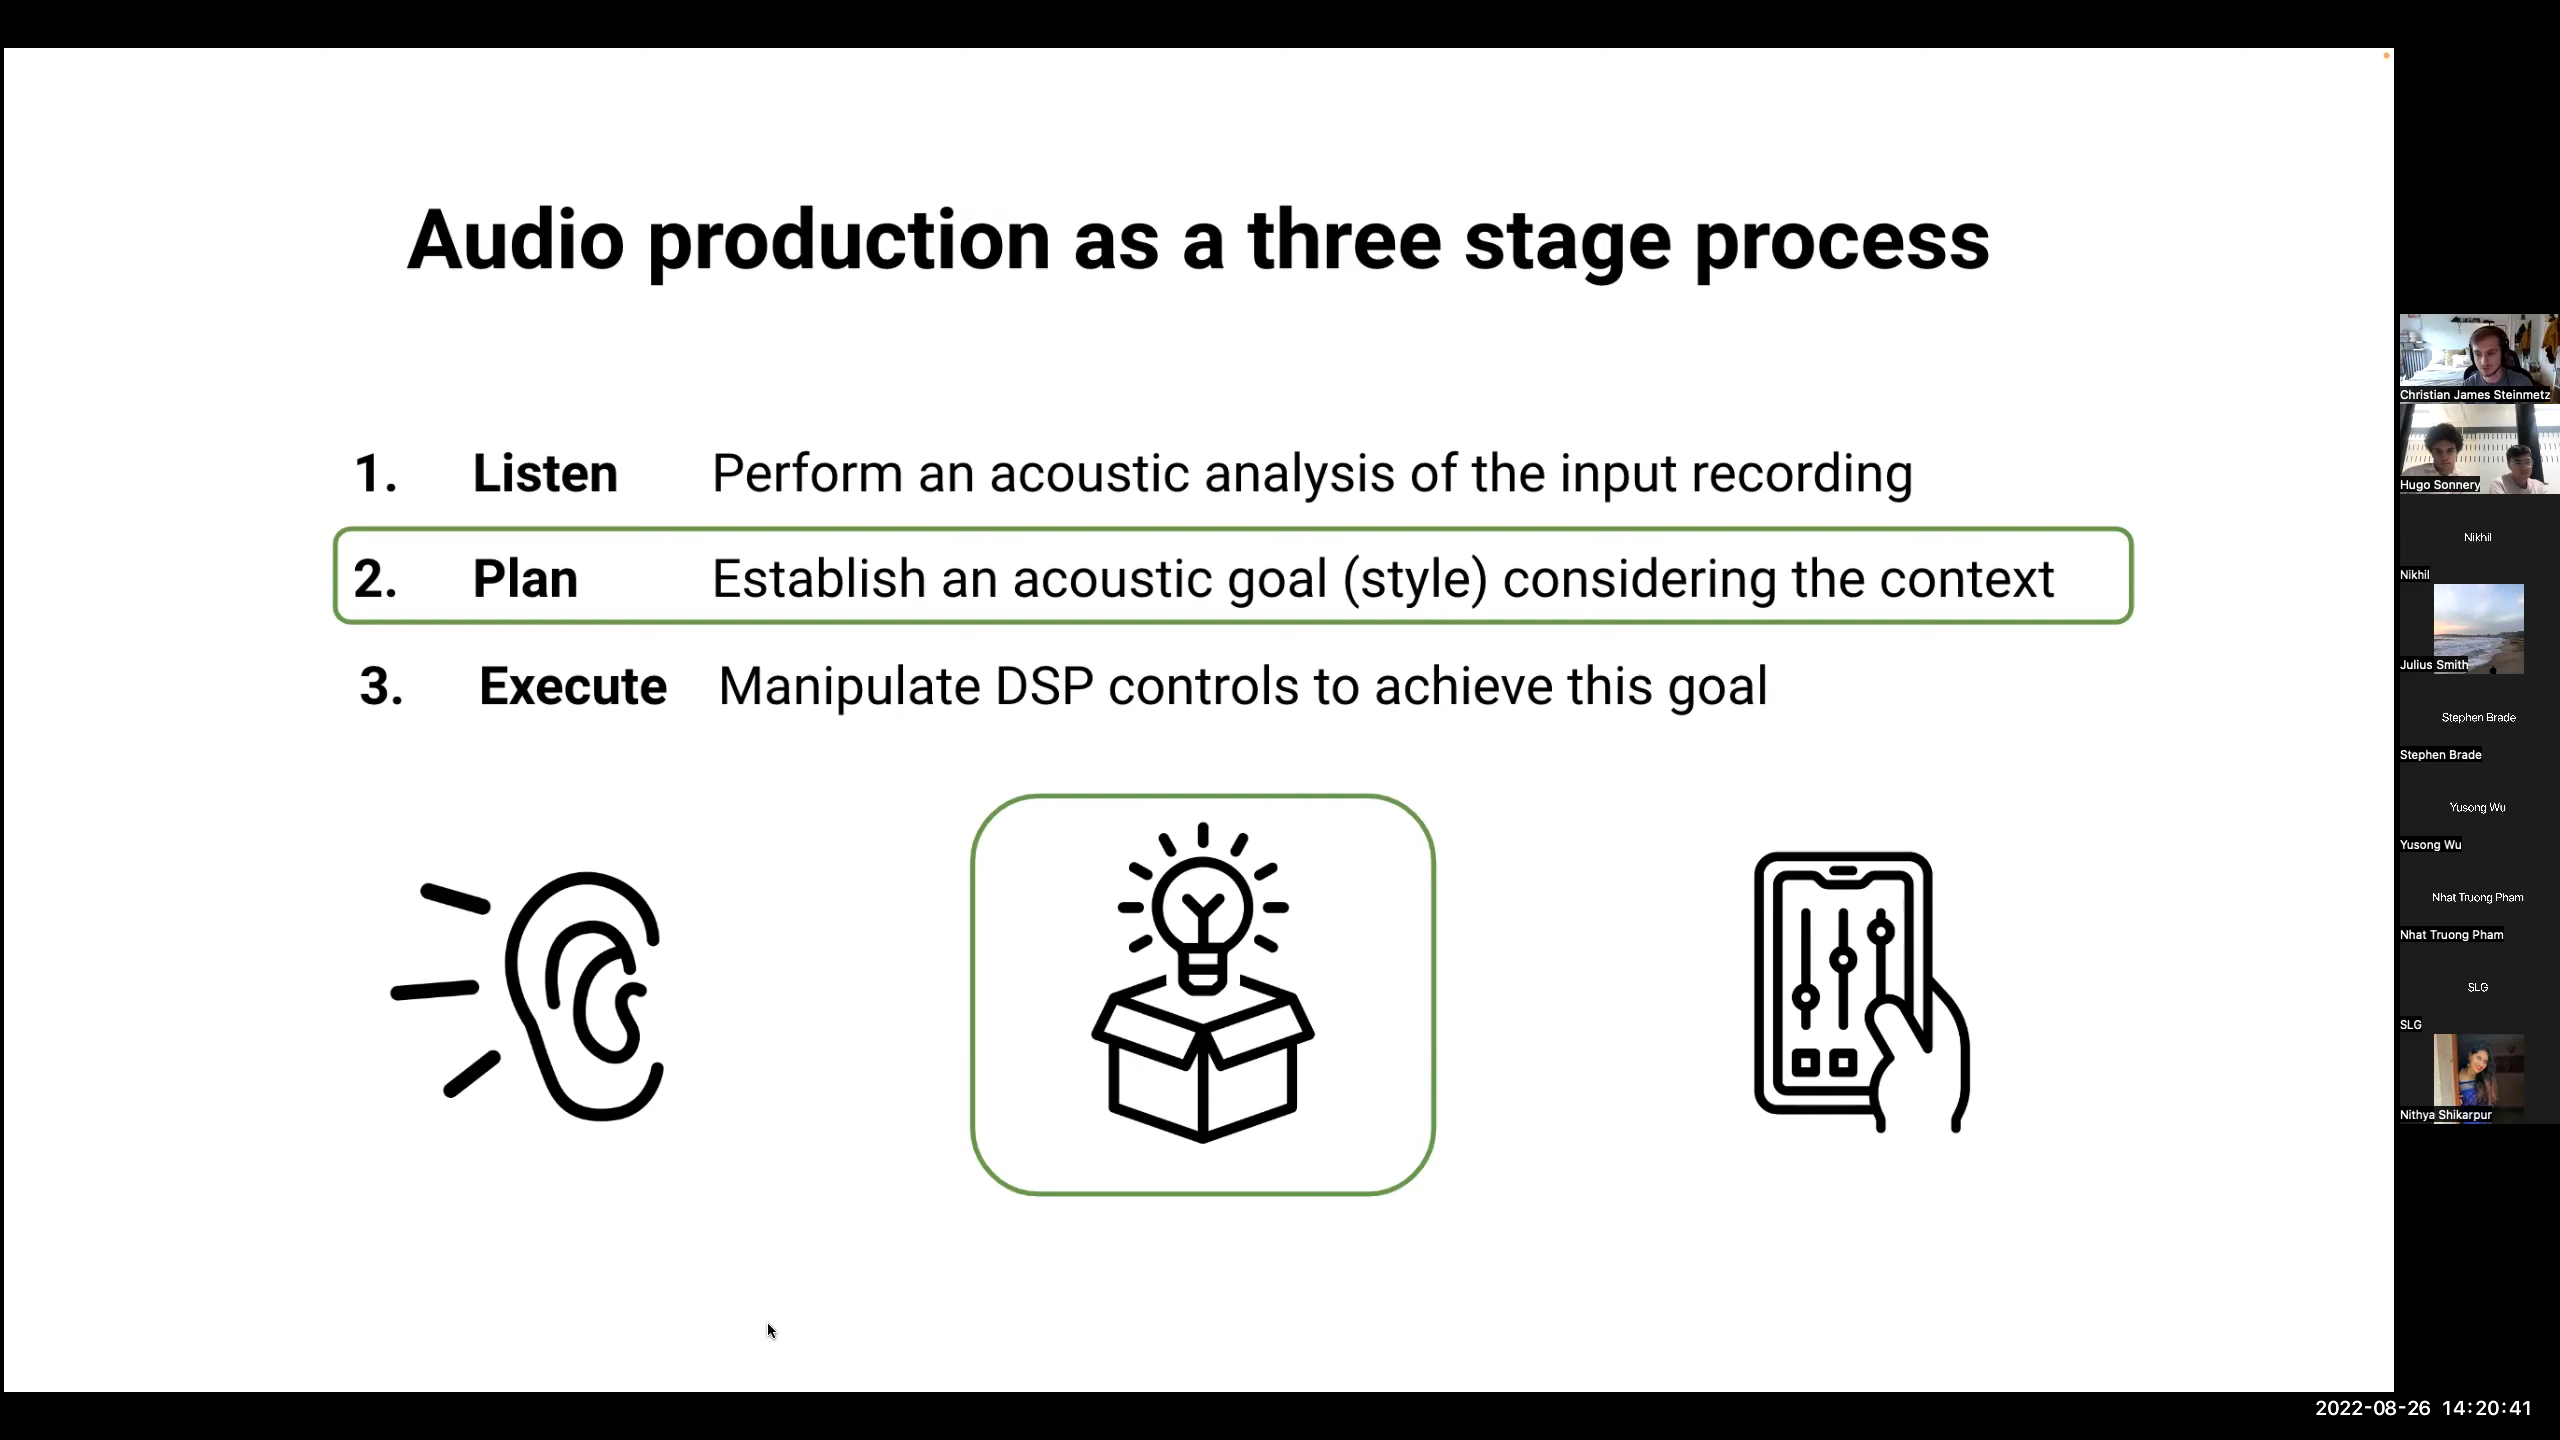 Audio production as a three stage process
1. Listen Perform an acoustic analysis of the input recording
2. Plan Establish an acoustic goal (style) considering the context
3. Execute Manipulate DSP controls to achieve this goal
Christian James Steinmetz
Hugo Sonnery
Nikhil
Nikhil
Julius Smith
Stephen Brade
Stephen Brade
Yusong Wu
Yusong Wu
Nhat Truong Pham
Nhat Truong Pham
SLG
SLG
Nithya Shikarpur
2022-08-26 14:20:41